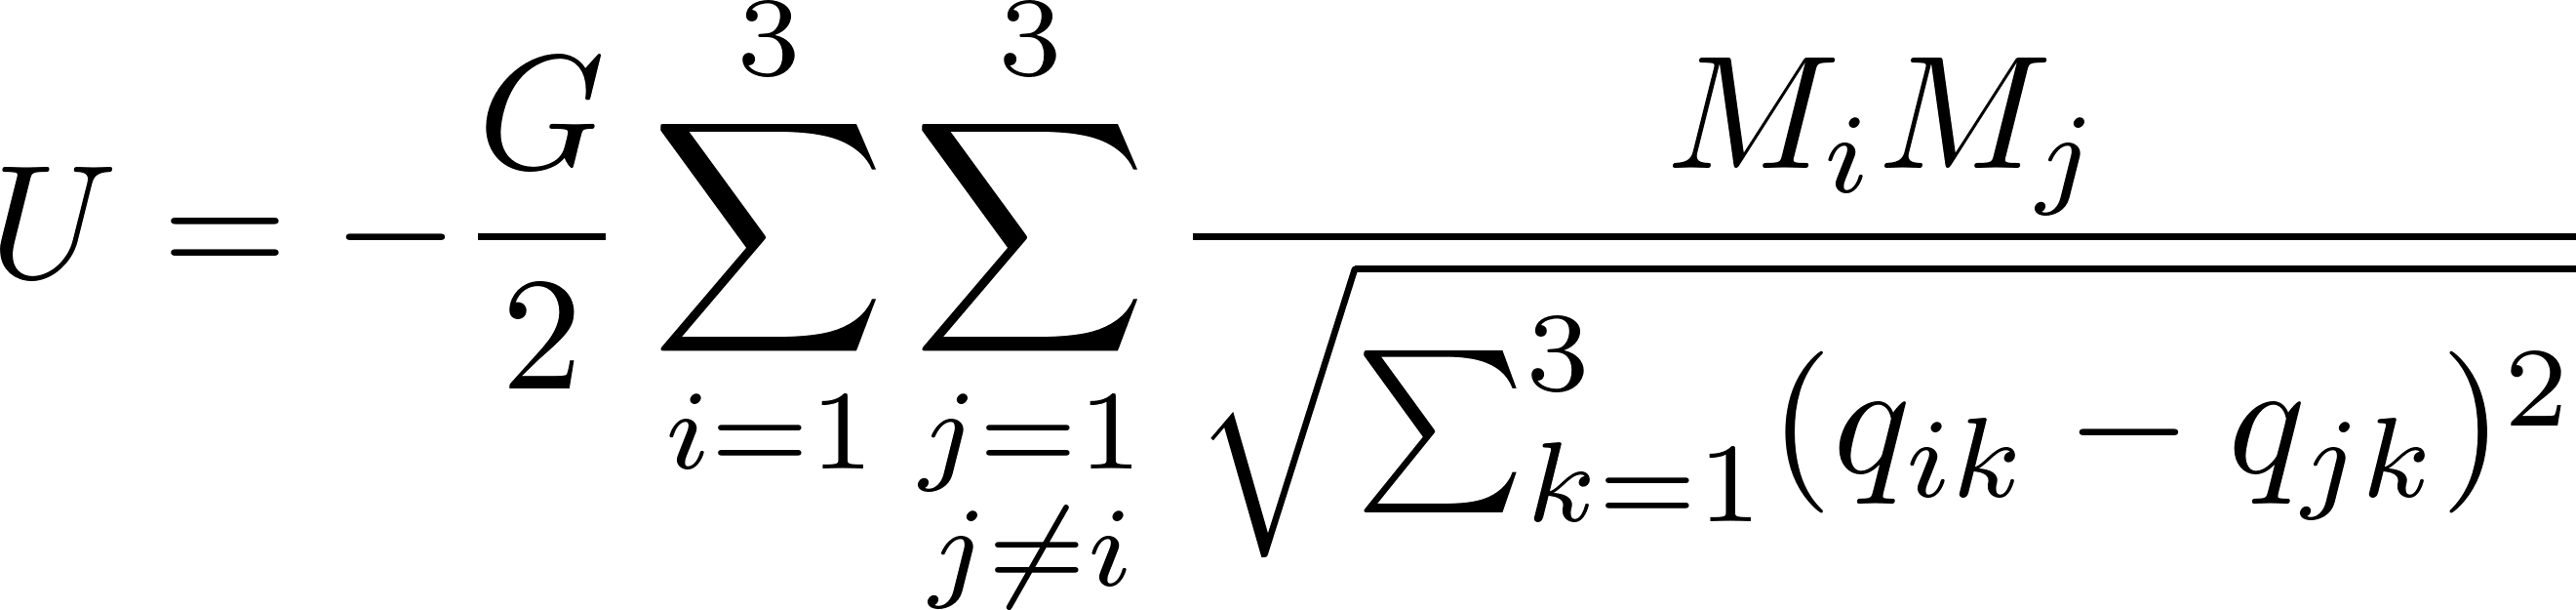 U = -\frac{G}{2} \sum_{i=1}^{3} \sum_{\substack{j=1 \\ j \neq i}}^{3} \frac{M_i M_j}{\sqrt{\sum_{k=1}^{3} (q_{ik} - q_{jk})^2}}